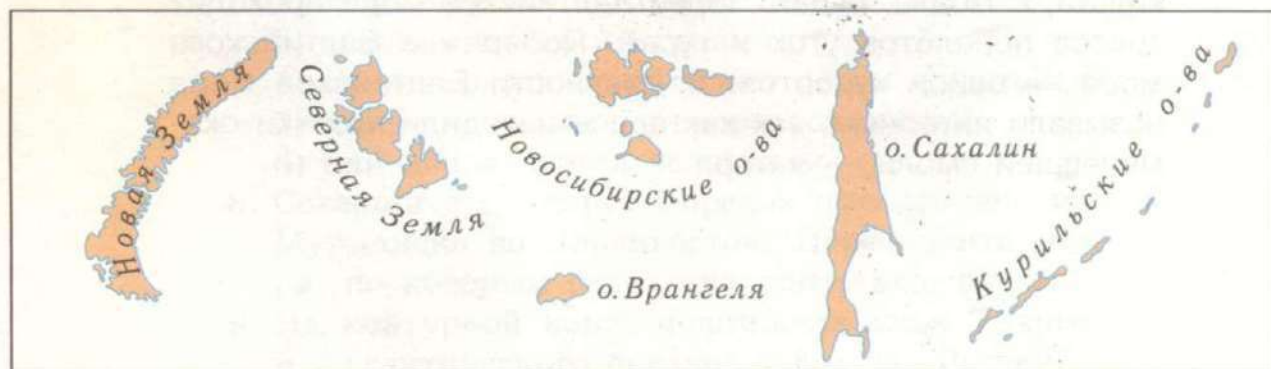 Новая Земля
Северная Земля
Новосибирские о-ва
о. Врангеля
о. Сахалин
Курильские о-ва